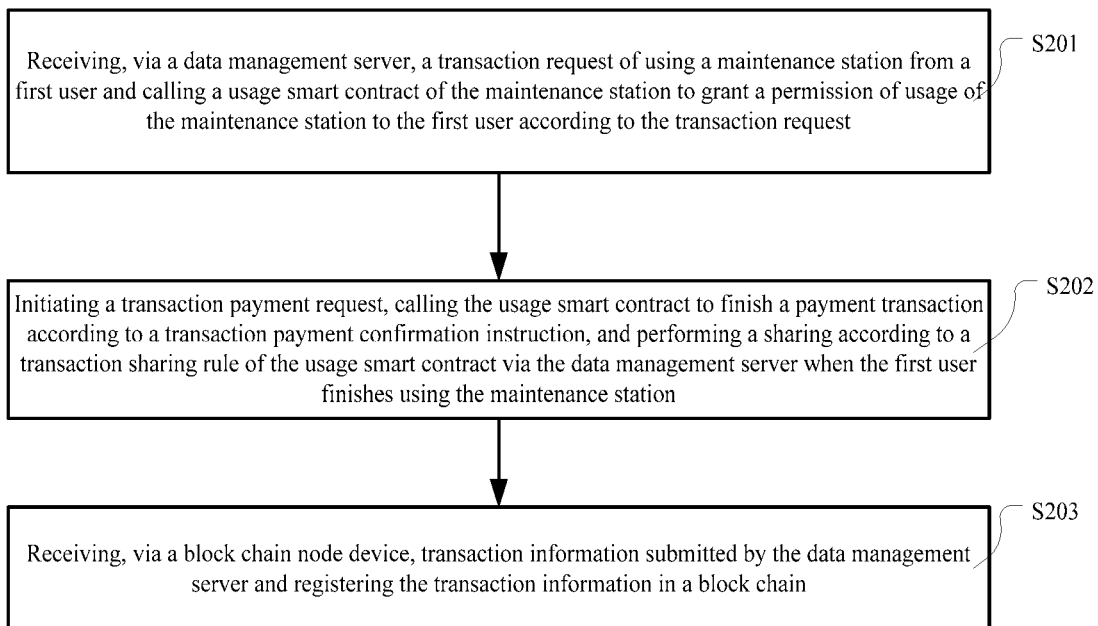 S201
Receiving, via a data management server, a transaction request of using a maintenance station from a
first user and calling a usage smart contract of the maintenance station to grant a permission of usage of
the maintenance station to the first user according to the transaction request
S202
Initiating a transaction payment request, calling the usage smart contract to finish a payment transaction
according to a transaction payment confirmation instruction, and performing a sharing according to a
transaction sharing rule of the usage smart contract via the data management server when the first user
finishes using the maintenance station
S203
Receiving, via a block chain node device, transaction information submitted by the data management
server and registering the transaction information in a block chain